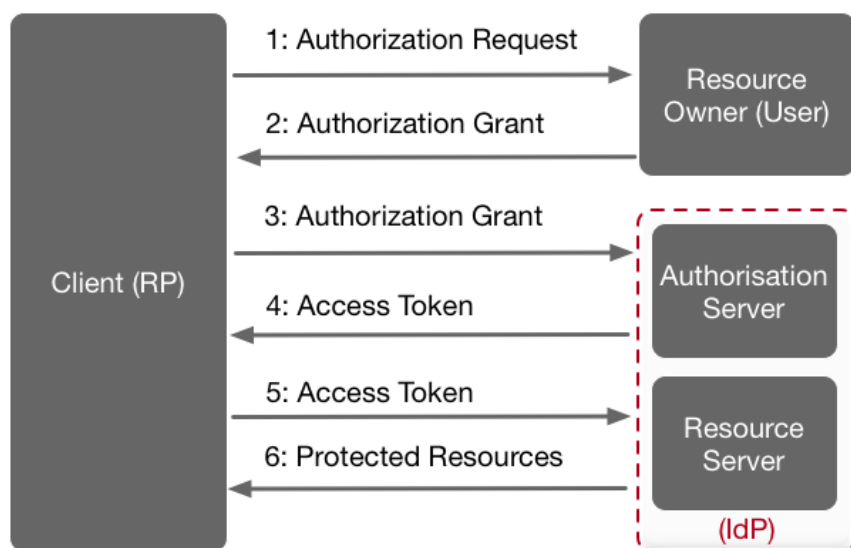 1: Authorization Request
Resource
Owner (User)
2: Authorization Grant
3: Authorization Grant
Client (RP)
Authorisation
Server
4: Access Token
5: Access Token
Resource
Server
6: Protected Resources
(IdP)